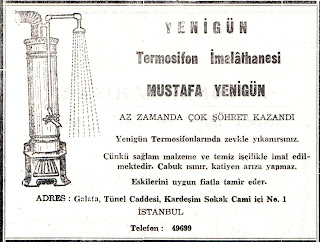 YENİGÜN
Termosifon İmalâthanesi
MUSTAFA YENİGÜN
AZ ZAMANDA ÇOK ŞÖHRET KAZANDI
Yenigün Termosifonlarında zevkle yıkanırsınız.
Çünkü sağlam malzeme ve temiz işçilikle imal edil-
mektedir. Çabuk ısınır, katiyen arıza yapmaz.
Eskilerini uygun fiatla tamir eder.
ADRES : Galata, Tünel Caddesi, Kardeşim Sokak Cami içi No. 1
İSTANBUL
Telefon : 49699